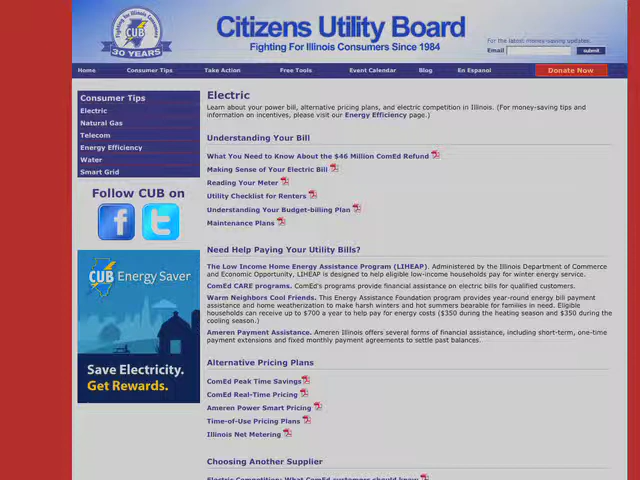 Fighting For Illinois Consumers
CUB
30 YEARS
Citizens Utility Board
Fighting For Illinois Consumers Since 1984
For the latest money-saving updates.
Email
submit
Home
Consumer Tips
Take Action
Free Tools
Event Calendar
Blog
En Espanol
Donate Now
Consumer Tips
Electric
Natural Gas
Telecom
Energy Efficiency
Water
Smart Grid
Follow CUB on
CUB Energy Saver
Save Electricity.
Get Rewards.
Electric
Learn about your power bill, alternative pricing plans, and electric competition in Illinois. (For money-saving tips and
information on incentives, please visit our Energy Efficiency page.)
Understanding Your Bill
What You Need to Know About the $46 Million ComEd Refund
Making Sense of Your Electric Bill
Reading Your Meter
Utility Checklist for Renters
Understanding Your Budget-billing Plan
Maintenance Plans
Need Help Paying Your Utility Bills?
The Low Income Home Energy Assistance Program (LIHEAP). Administered by the Illinois Department of Commerce
and Economic Opportunity, LIHEAP is designed to help eligible low-income households pay for winter energy service.
ComEd CARE programs. ComEd's programs provide financial assistance on electric bills for qualified customers.
Warm Neighbors Cool Friends. This Energy Assistance Foundation program provides year-round energy bill payment
assistance and home weatherization to make harsh winters and hot summers bearable for families in need. Eligible
households can receive up to $700 a year to help pay for energy costs ($350 during the heating season and $350 during the
cooling season.)
Ameren Payment Assistance. Ameren Illinois offers several forms of financial assistance, including short-term, one-time
payment extensions and fixed monthly payment agreements to settle past balances.
Alternative Pricing Plans
ComEd Peak Time Savings
ComEd Real-Time Pricing
Ameren Power Smart Pricing
Time-of-Use Pricing Plans
Illinois Net Metering
Choosing Another Supplier
Electric Competition: What ComEd customers should know